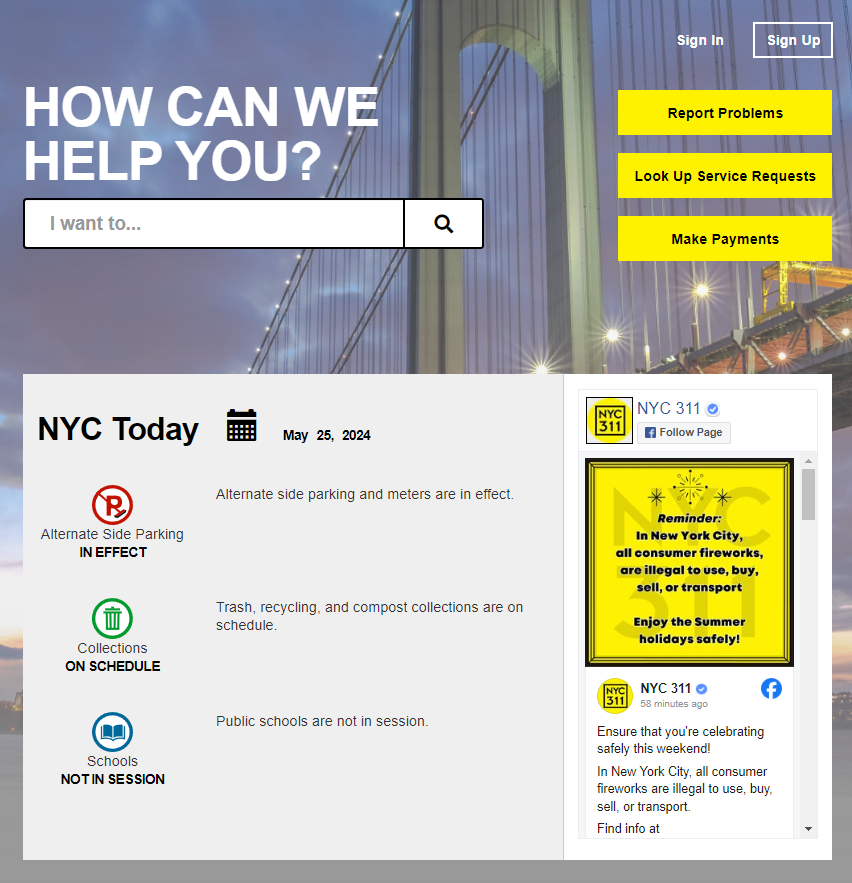 Sign In
Sign Up
HOW CAN WE
HELP YOU?
I want to...
Report Problems
Look Up Service Requests
Make Payments
NYC Today
May 25, 2024
Alternate Side Parking
IN EFFECT
Alternate side parking and meters are in effect.
Collections
ON SCHEDULE
Trash, recycling, and compost collections are on
schedule.
Schools
NOT IN SESSION
Public schools are not in session.
NYC
311
NYC 311
Follow Page
NYC
311
Reminder:
In New York City,
all consumer fireworks,
are illegal to use, buy,
sell, or transport
Enjoy the Summer
holidays safely!
NYC
311
NYC 311
58 minutes ago
Ensure that you're celebrating
safely this weekend!
In New York City, all consumer
fireworks are illegal to use, buy,
sell, or transport.
Find info at